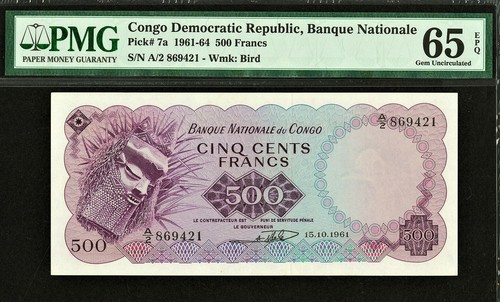 PMG
PAPER MONEY GUARANTY
Congo Democratic Republic, Banque Nationale
Pick# 7a 1961-64 500 Francs
S/N A/2 869421 - Wmk: Bird
65 EPQ
Gem Uncirculated
BANQUE NATIONALE DU CONGO
A/2 869421
CINQ CENTS
FRANCS
500
LE CONTREFACTEUR EST PUNI DE SERVITUDE PÉNALE
LE GOUVERNEUR
A/2 869421
15.10.1961
500
500